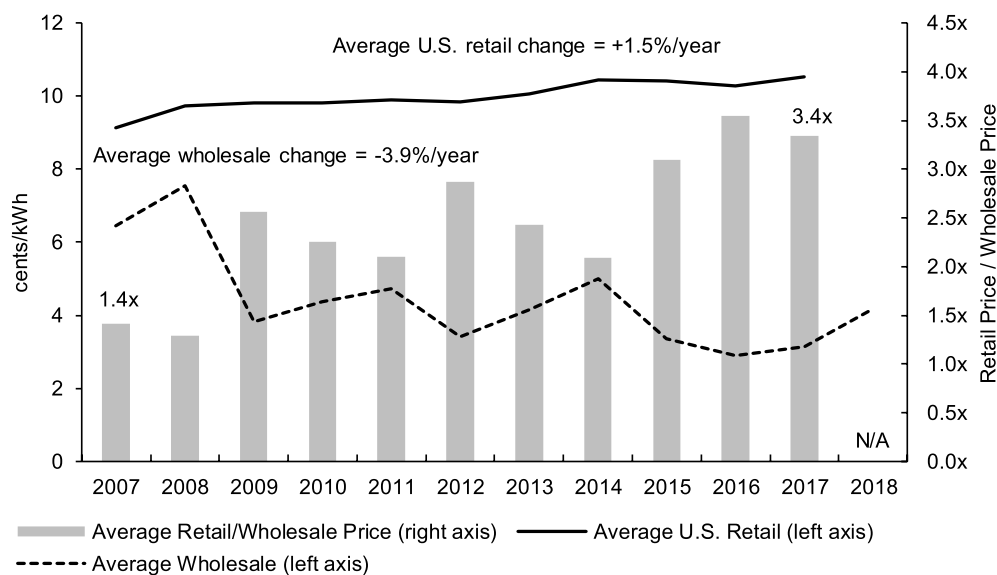 12
10
8
6
4
2
0
cents/kWh
4.5x
4.0x
3.5x
3.0x
2.5x
2.0x
1.5x
1.0x
0.5x
0.0x
Retail Price / Wholesale Price
Average U.S. retail change = +1.5%/year
3.4x
Average wholesale change = -3.9%/year
1.4x
N/A
2007 2008 2009 2010 2011 2012 2013 2014 2015 2016 2017 2018
Average Retail/Wholesale Price (right axis) Average U.S. Retail (left axis)
Average Wholesale (left axis)